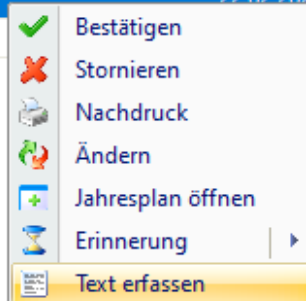 Bestätigen
Stornieren
Nachdruck
Ändern
Jahresplan öffnen
Erinnerung
Text erfassen